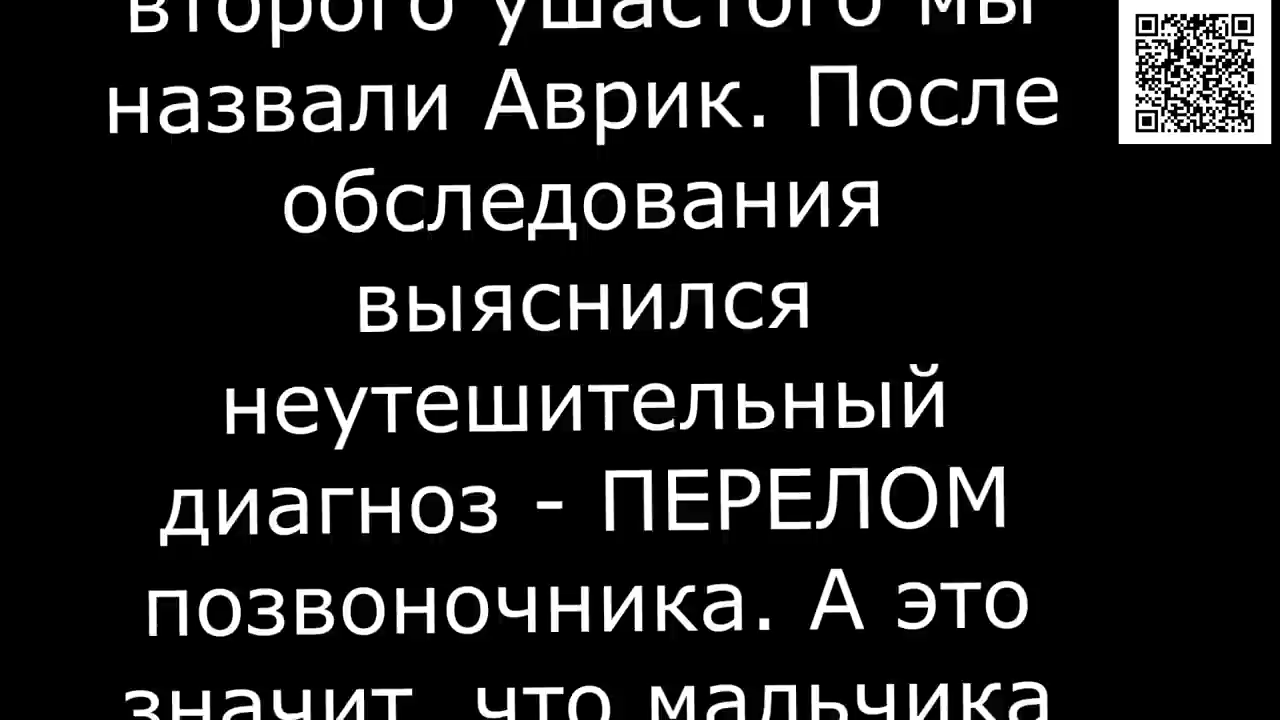 второго ушастого мы
назвали Аврик. После
обследования
выяснился
неутешительный
диагноз - ПЕРЕЛОМ
позвоночника. А это
значит, что мальчика